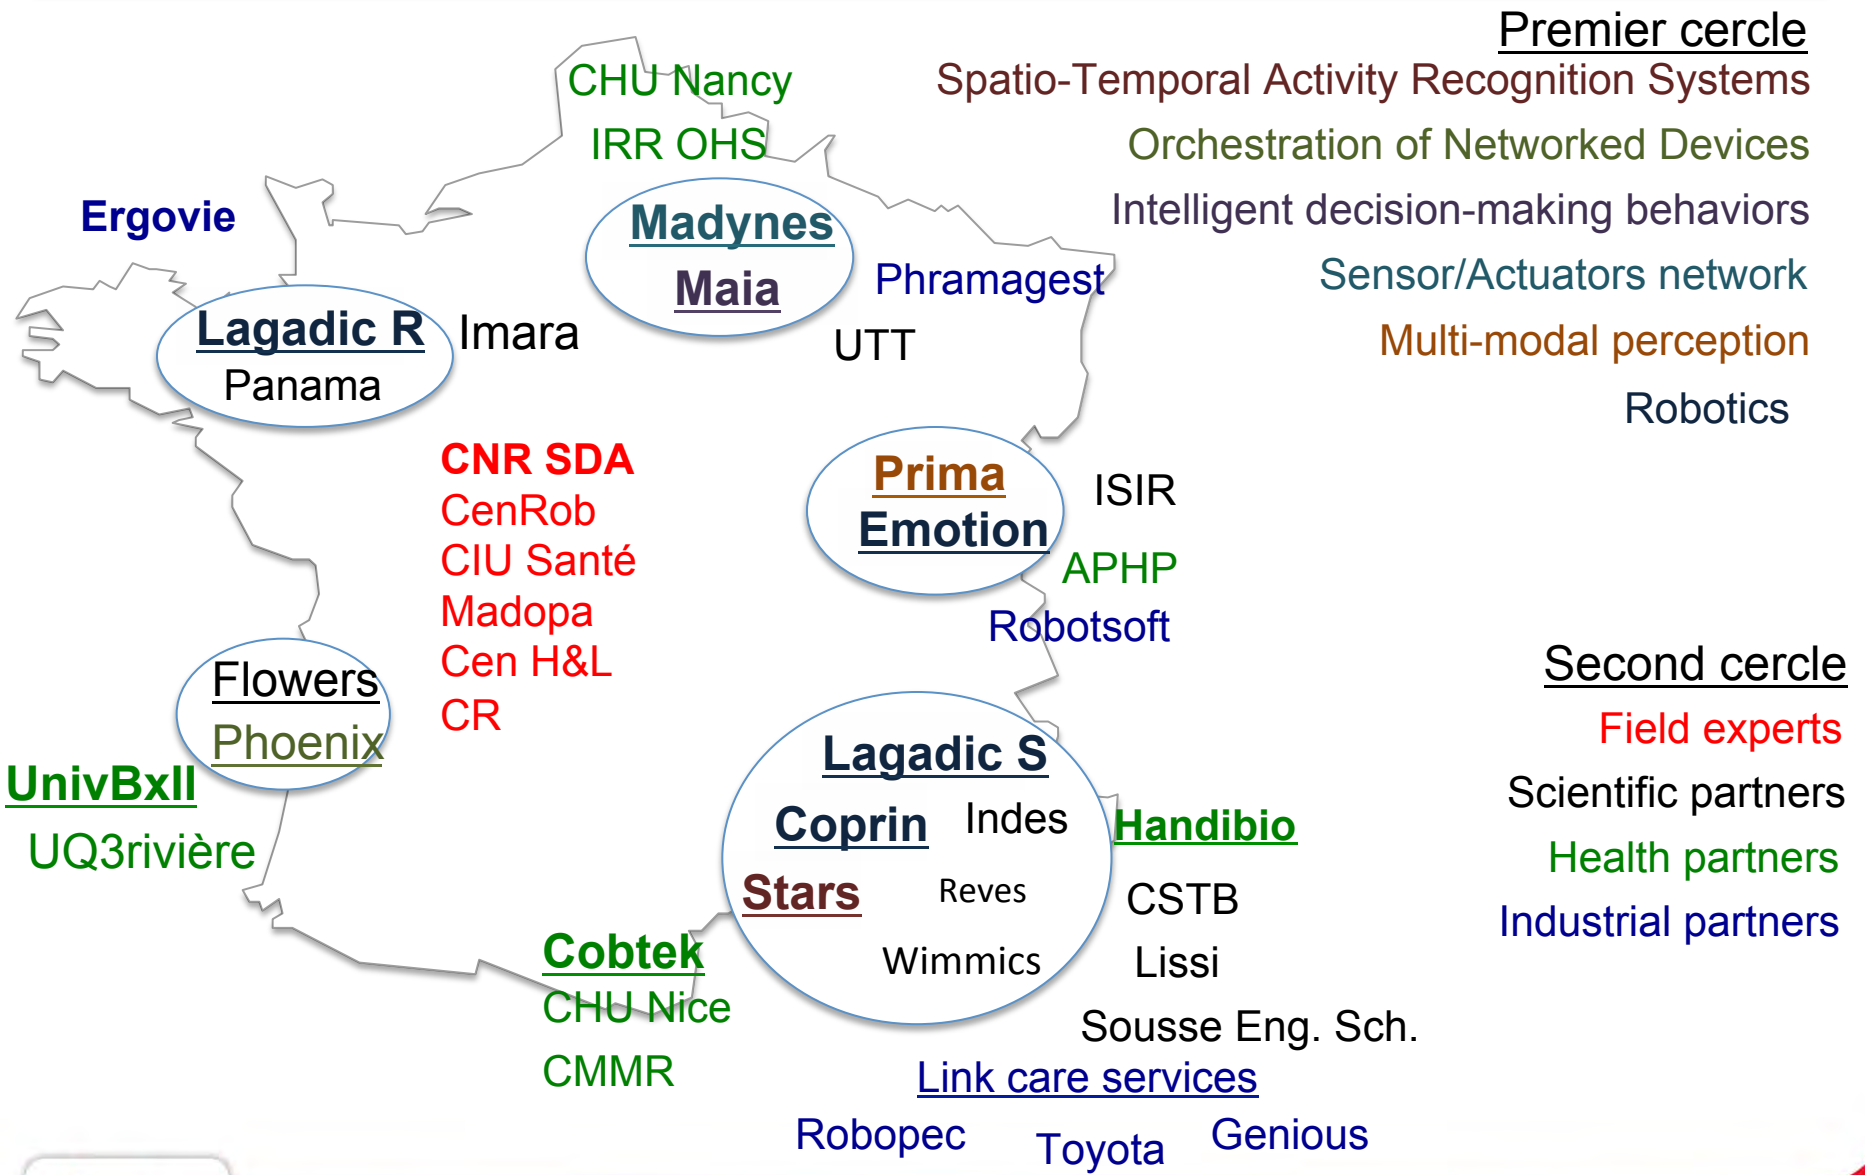 Premier cercle
Spatio-Temporal Activity Recognition Systems
Orchestration of Networked Devices
Intelligent decision-making behaviors
Sensor/Actuators network
Multi-modal perception
Robotics
CHU Nancy
IRR OHS
Ergovie
Madynes
Maia
Phramagest
UTT
Lagadic R
Panama
Imara
CNR SDA
CenRob
CIU Santé
Madopa
Cen H&L
CR
Prima
Emotion
ISIR
APHP
Robotsoft
Flowers
Phoenix
UnivBxII
UQ3rivière
Second cercle
Field experts
Scientific partners
Health partners
Industrial partners
Lagadic S
Coprin
Indes
Stars
Reves
Wimmics
Handibio
CSTB
Lissi
Sousse Eng. Sch.
Cobtek
CHU Nice
CMMR
Link care services
Robopec
Toyota
Genious